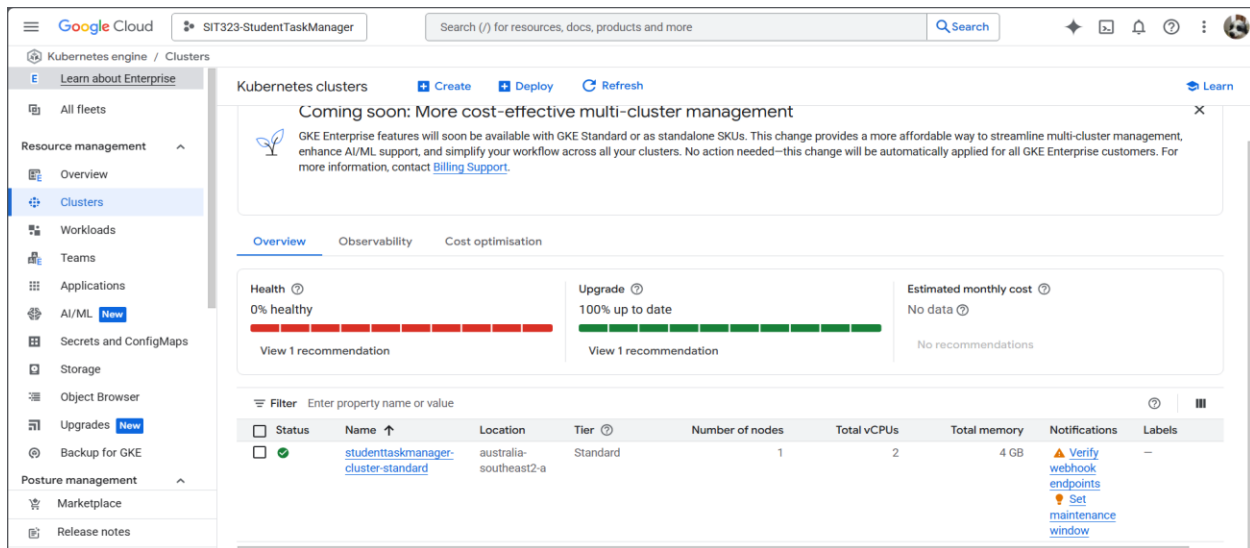 Google Cloud
SIT323-StudentTaskManager
Search (/) for resources, docs, products and more
Search
Kubernetes engine / Clusters
E Learn about Enterprise
All fleets
Resource management
Overview
Clusters
Workloads
Teams
Applications
AI/ML New
Secrets and ConfigMaps
Storage
Object Browser
Upgrades New
Backup for GKE
Posture management
Marketplace
Release notes
Kubernetes clusters
Create
Deploy
Refresh
Learn
Coming soon: More cost-effective multi-cluster management
GKE Enterprise features will soon be available with GKE Standard or as standalone SKUs. This change provides a more affordable way to streamline multi-cluster management,
enhance AI/ML support, and simplify your workflow across all your clusters. No action needed—this change will be automatically applied for all GKE Enterprise customers. For
more information, contact Billing Support.
Overview
Observability
Cost optimisation
Health
0% healthy
View 1 recommendation
Upgrade
100% up to date
View 1 recommendation
Estimated monthly cost
No data
No recommendations
Filter Enter property name or value
Status Name Location Tier Number of nodes Total vCPUs Total memory Notifications Labels
studenttaskmanager- australia- Standard 1 2 4 GB Verify –
cluster-standard southeast2-a webhook
endpoints
Set
maintenance
window